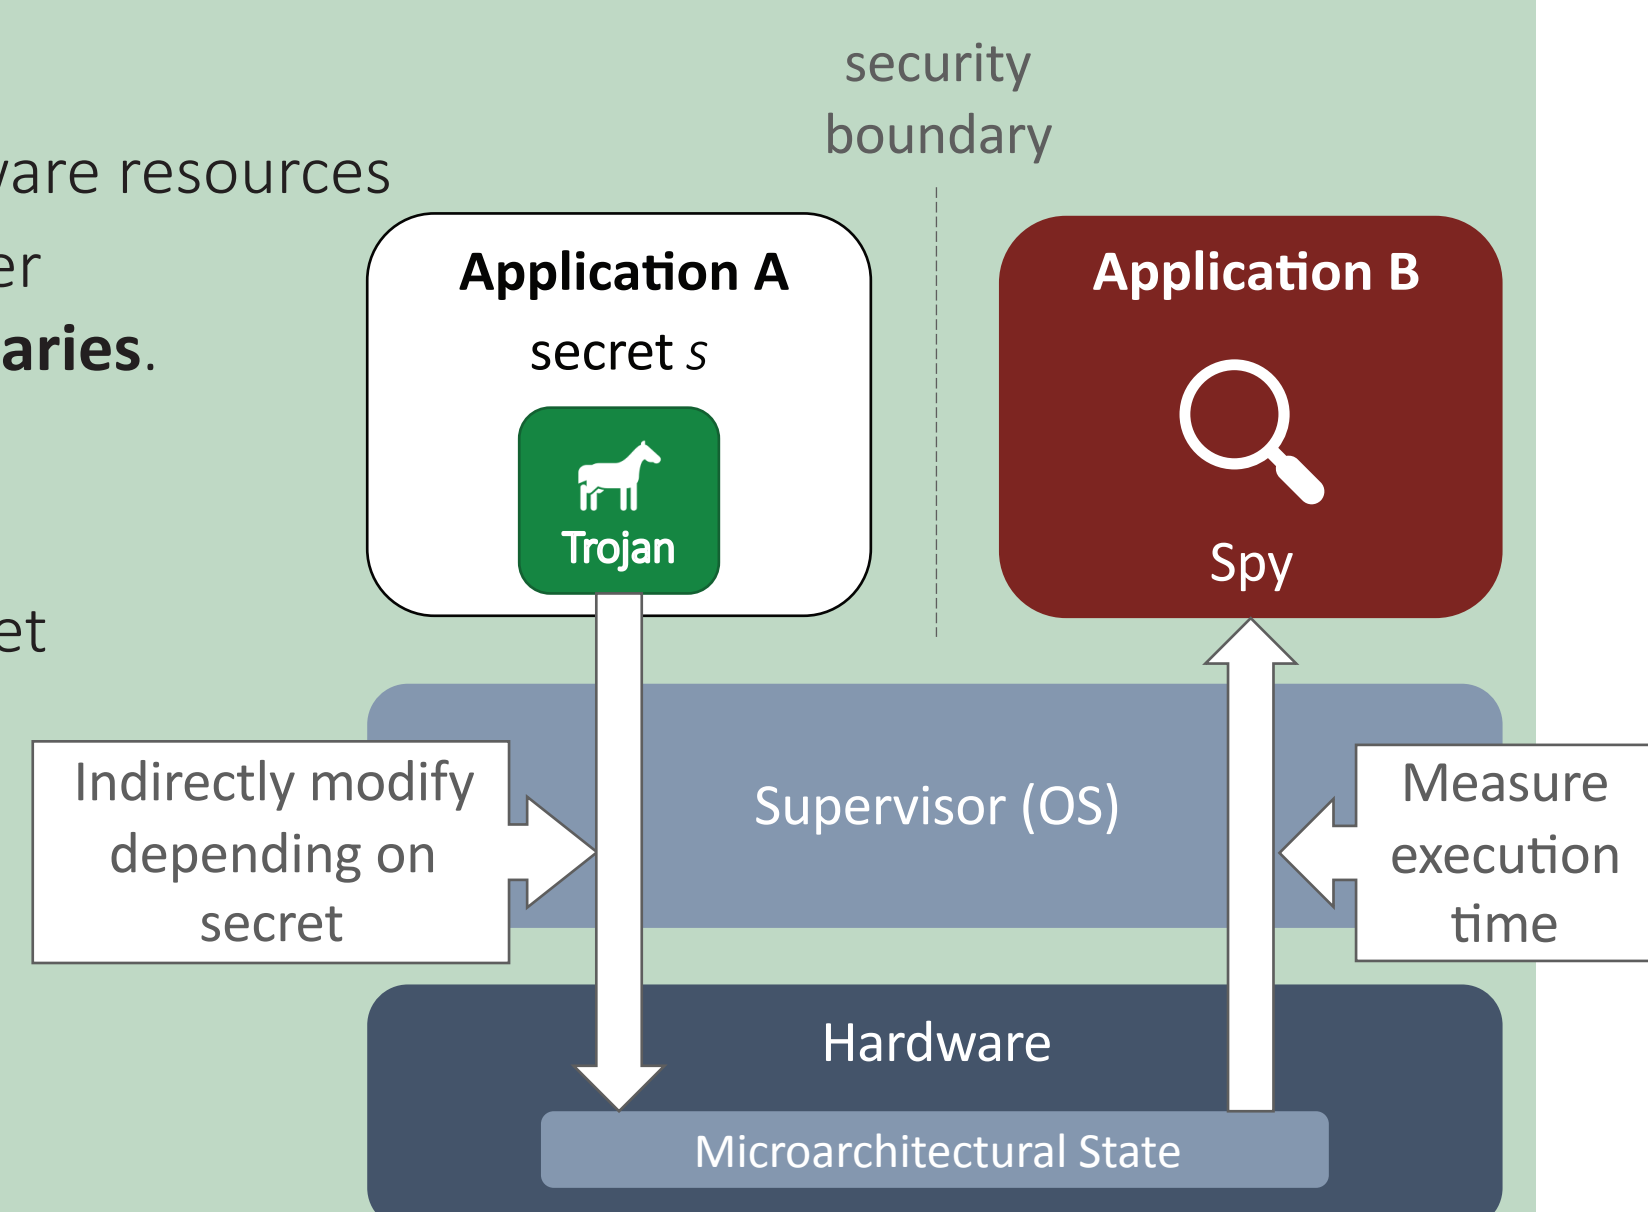 security
boundary
ware resources
er
aries.
et
Application A
secret s
Trojan
Application B
Spy
Indirectly modify
depending on
secret
Supervisor (OS)
Measure
execution
time
Hardware
Microarchitectural State